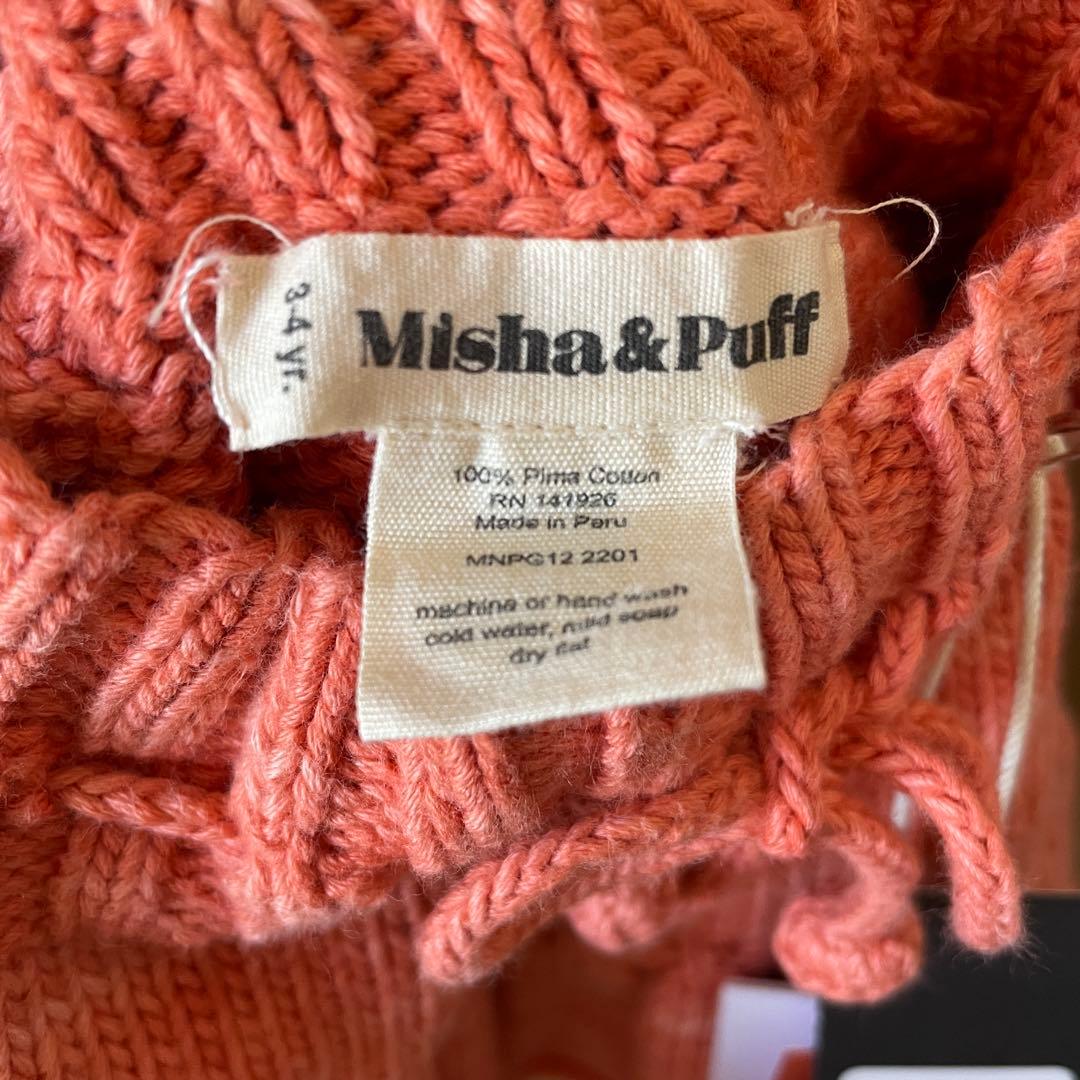 Misha&Puff
3-4 yr.
100% Pima Cotton
RN 141926
Made in Peru
MNPG12 2201
machine or hand wash
cold water, mild soap
dry flat